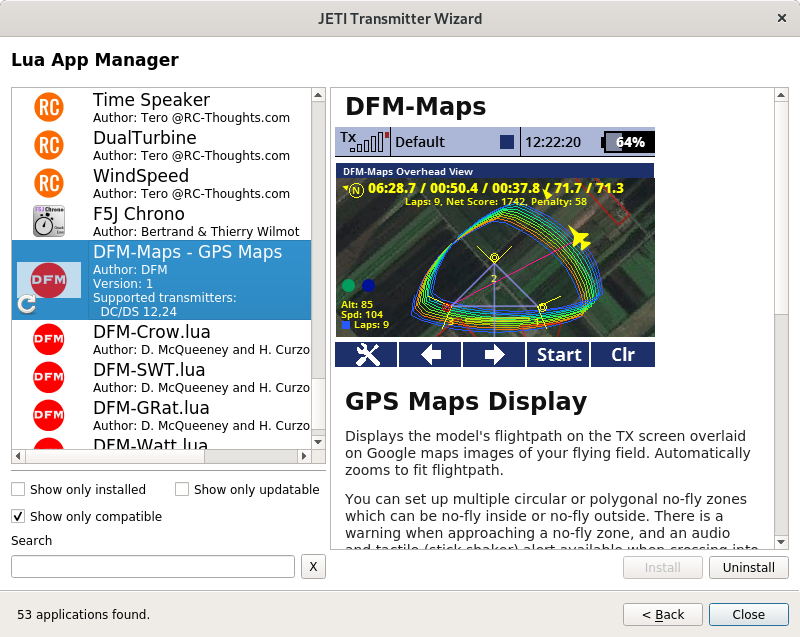 JETI Transmitter Wizard
Lua App Manager
RC
Time Speaker
Author: Tero @RC-Thoughts.com
RC
DualTurbine
Author: Tero @RC-Thoughts.com
RC
WindSpeed
Author: Tero @RC-Thoughts.com
F5J Chrono
F5J Chrono
Author: Bertrand & Thierry Wilmot
DFM
DFM-Maps - GPS Maps
Author: DFM
Version: 1
Supported transmitters:
DC/DS 12,24
DFM
DFM-Crow.lua
Author: D. McQueeney and H. Curzo
DFM
DFM-SWT.lua
Author: D. McQueeney and H. Curzo
DFM
DFM-GRat.lua
Author: D. McQueeney and H. Curzo
DFM-Watt.lua
Show only installed
Show only updatable
Show only compatible
Search
X
DFM-Maps
Tx
Default
12:22:20
64%
DFM-Maps Overhead View
N
06:28.7 / 00:50.4 / 00:37.8 / 71.7 / 71.3
Laps: 9, Net Score: 1742, Penalty: 58
2
3
1
Alt: 85
Spd: 104
Laps: 9
Start
Clr
GPS Maps Display
Displays the model's flightpath on the TX screen overlaid
on Google maps images of your flying field. Automatically
zooms to fit flightpath.
You can set up multiple circular or polygonal no-fly zones
which can be no-fly inside or no-fly outside. There is a
warning when approaching a no-fly zone, and an audio
and tactile (stick shaker) alert available when crossing into
Install
Uninstall
53 applications found.
< Back
Close